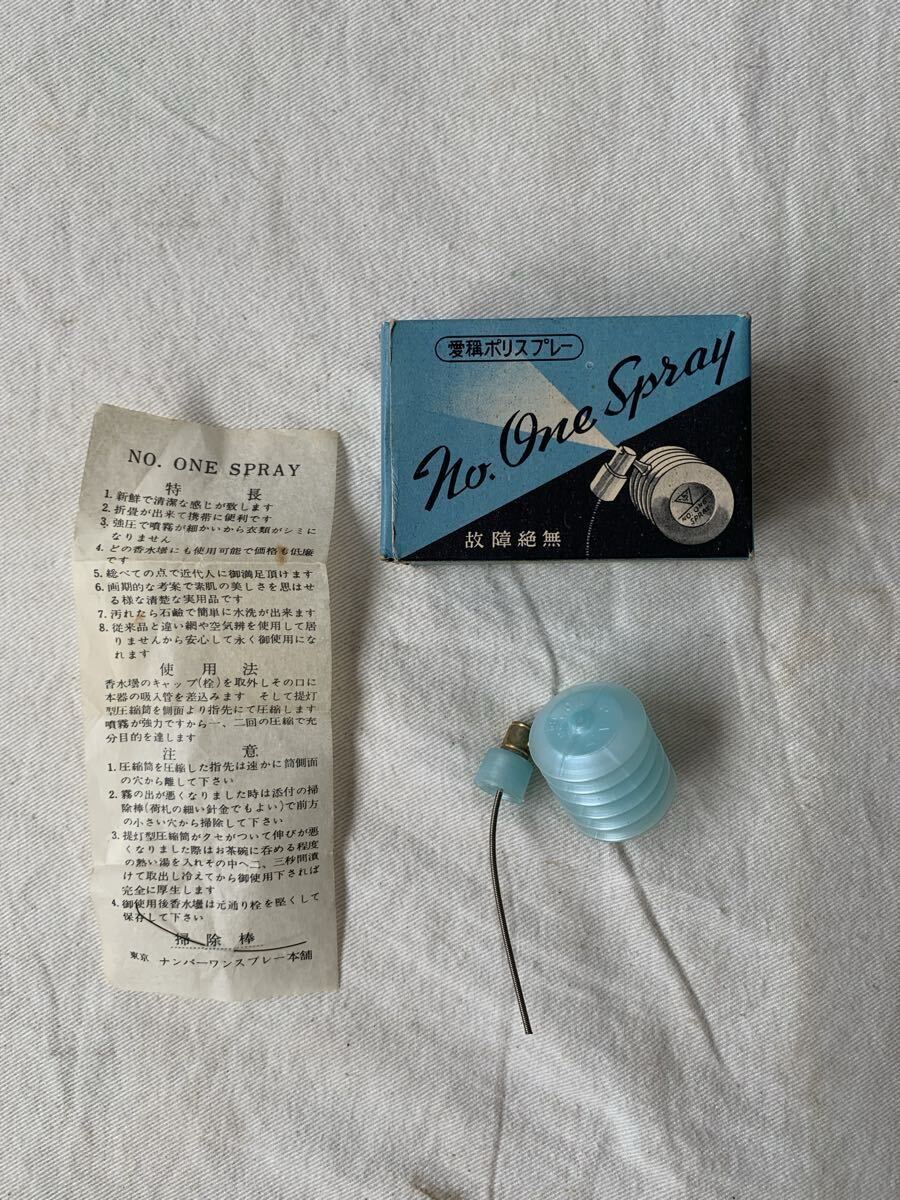 愛稱ポリスプレー
No. One Spray
NO. ONE
SPRAY
故障絶無
NO. ONE SPRAY
特長
1. 新鮮で清潔な感じが致します
2. 折畳が出来て携帯に便利です
3. 強圧で噴霧が細かいから衣類がシミに
なりません
4. どの香水壜にも使用可能で価格も低廉
です
5. 総べての点で近代人に御満足頂けます
6. 画期的な考案で素肌の美しさを思はせ
る様な清楚な実用品です
7. 汚れたら石鹼で簡単に水洗が出来ます
8. 従来品と違い網や空気辨を使用して居
りませんから安心して永く御使用にな
れます
使用法
香水壜のキャップ(栓)を取外しその口に
本器の吸入管を差込みます そして提灯
型圧縮筒を側面より指先にて圧縮します
噴霧が強力ですから一、二回の圧縮で充
分目的を達します
注意
1. 圧縮筒を圧縮した指先は速かに筒側面
の穴から離して下さい
2. 霧の出が悪くなりました時は添付の掃
除棒(荷札の細い針金でもよい)で前方
の小さい穴から掃除して下さい
3. 提灯型圧縮筒がクセがついて伸びが悪
くなりました際はお茶碗に呑める程度
の熱い湯を入れその中へ二、三秒間漬
けて取出し冷えてから御使用下されば
完全に厚生します
4. 御使用後香水壜は元通り栓を堅くして
保存して下さい
掃除棒
東京 ナンバーワンスプレー本舗